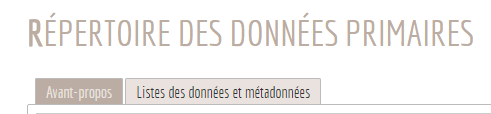 RÉPERTOIRE DES DONNÉES PRIMAIRES
Avant-propos
Listes des données et métadonnées